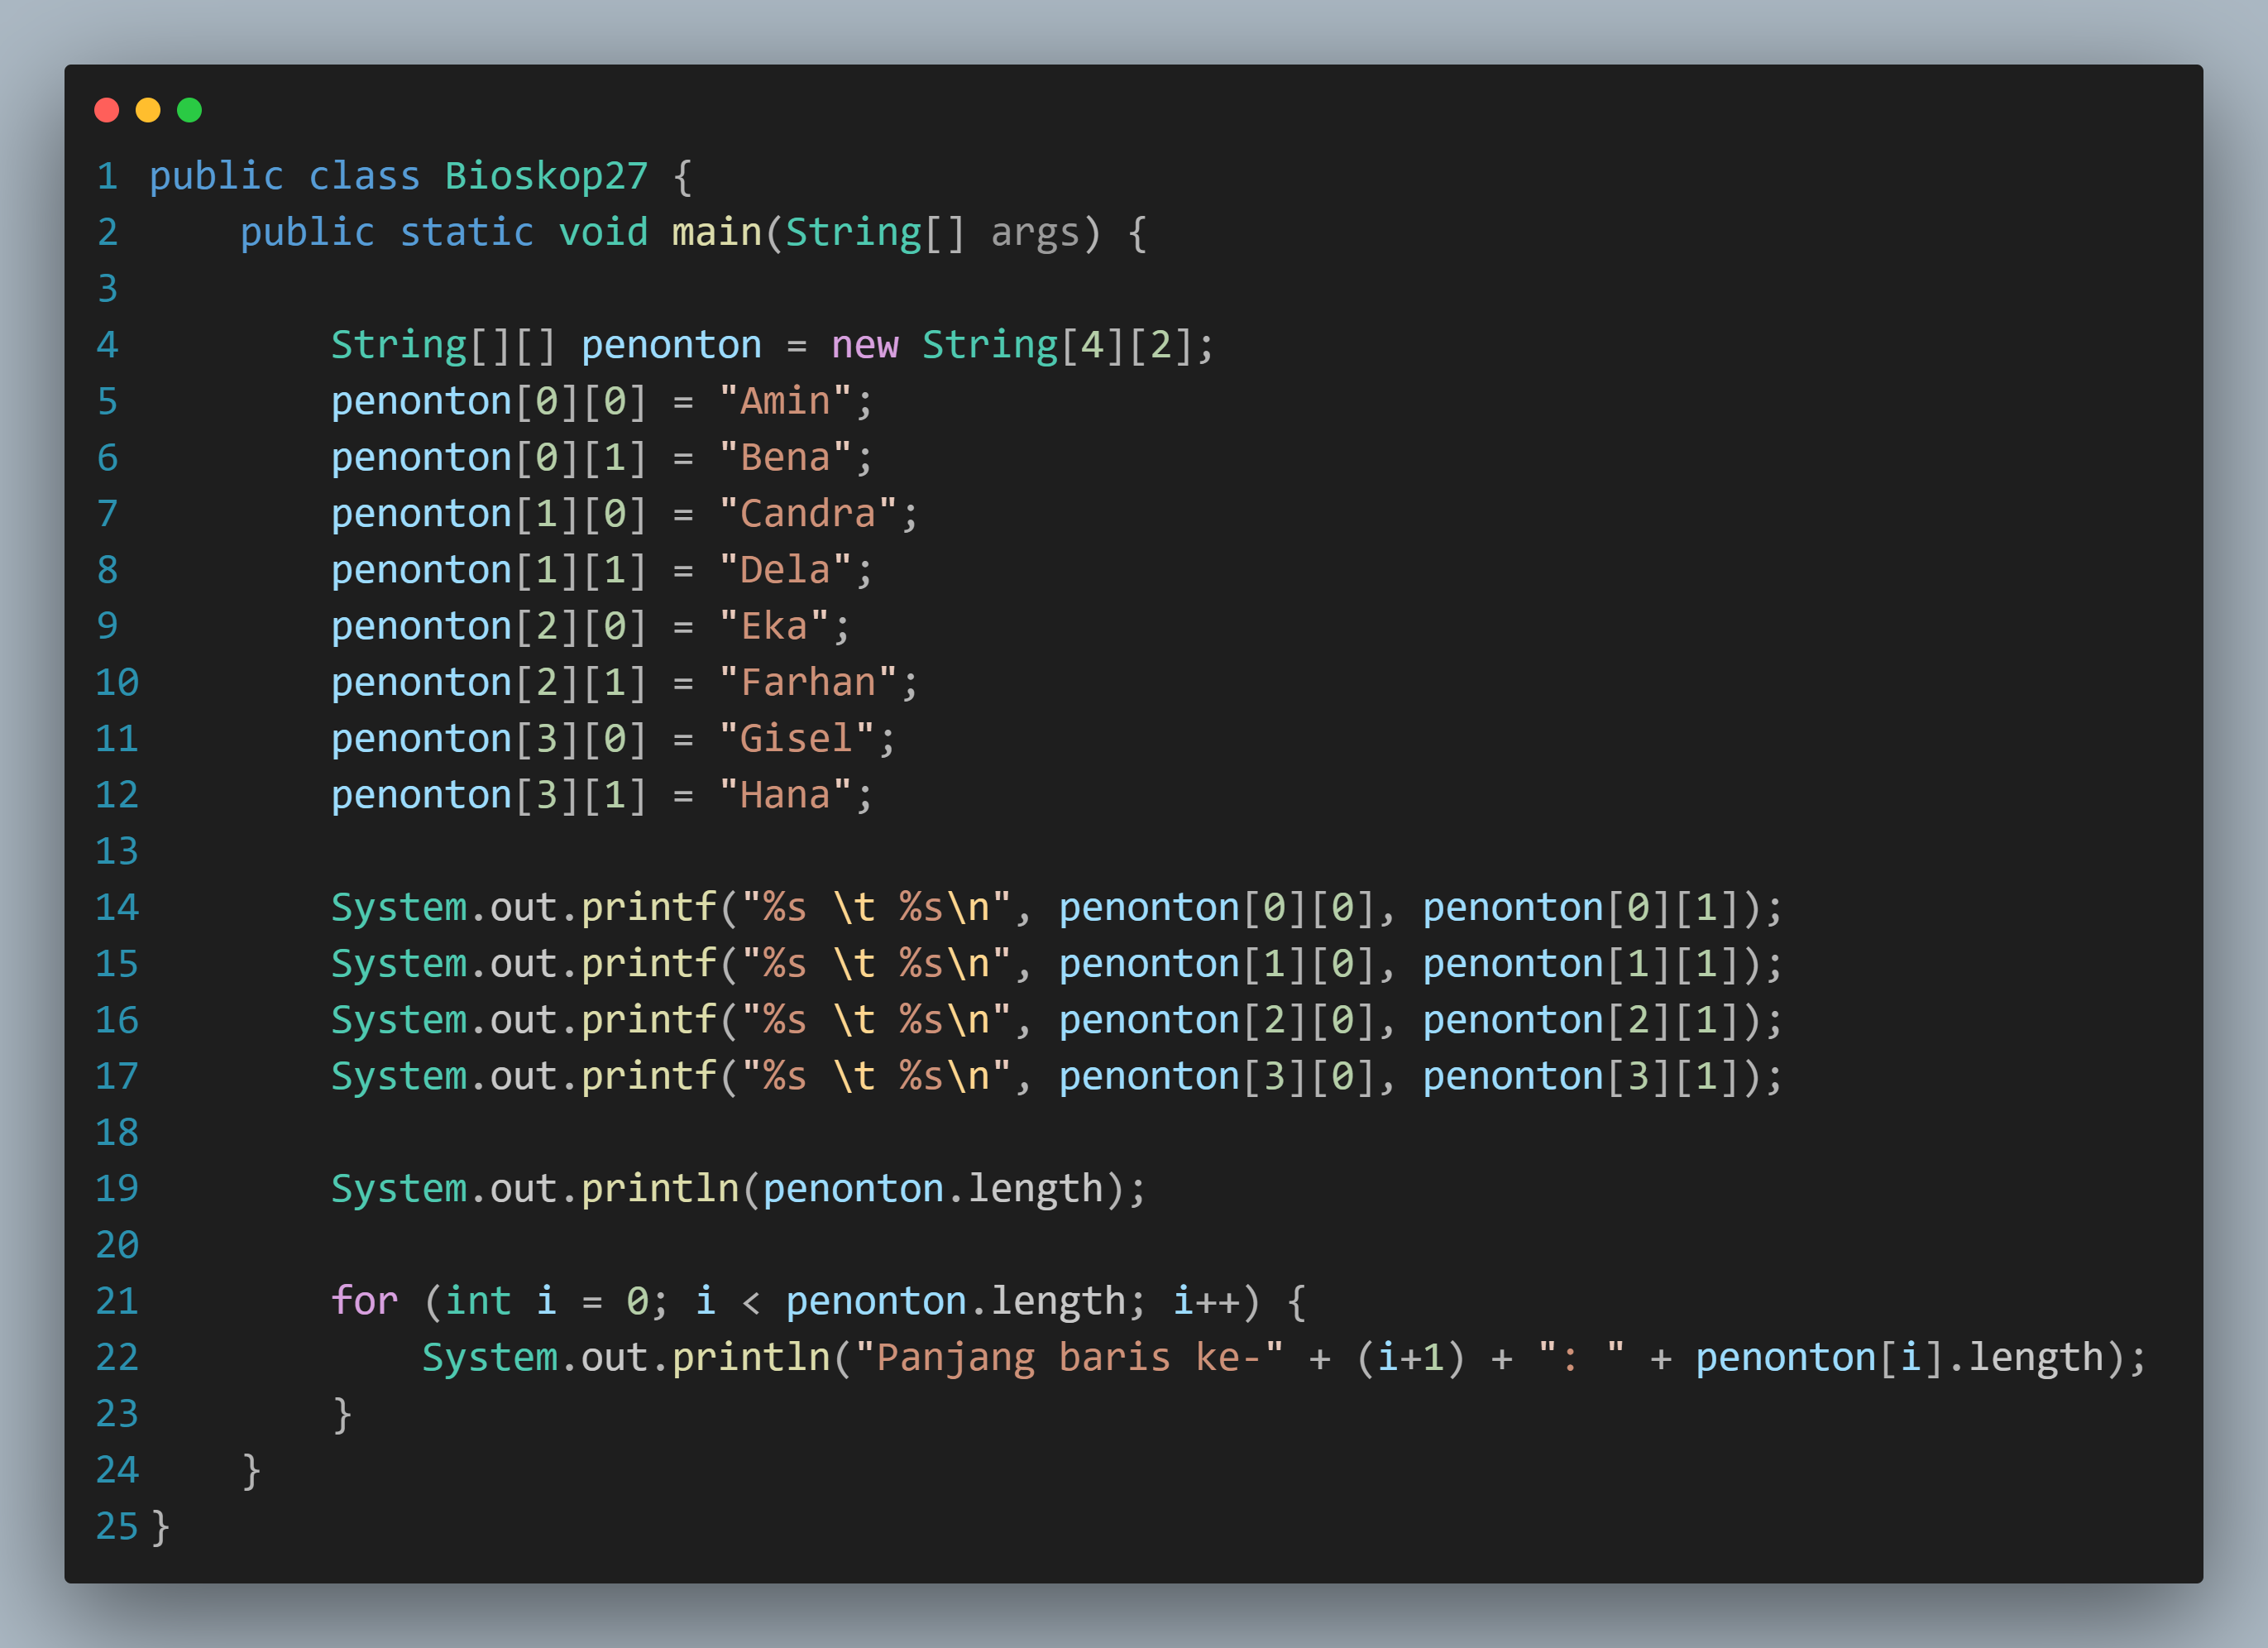 1 public class Bioskop27 {
2     public static void main(String[] args) {
3
4         String[][] penonton = new String[4][2];
5         penonton[0][0] = "Amin";
6         penonton[0][1] = "Bena";
7         penonton[1][0] = "Candra";
8         penonton[1][1] = "Dela";
9         penonton[2][0] = "Eka";
10         penonton[2][1] = "Farhan";
11         penonton[3][0] = "Gisel";
12         penonton[3][1] = "Hana";
13
14         System.out.printf("%s \t %s\n", penonton[0][0], penonton[0][1]);
15         System.out.printf("%s \t %s\n", penonton[1][0], penonton[1][1]);
16         System.out.printf("%s \t %s\n", penonton[2][0], penonton[2][1]);
17         System.out.printf("%s \t %s\n", penonton[3][0], penonton[3][1]);
18
19         System.out.println(penonton.length);
20
21         for (int i = 0; i < penonton.length; i++) {
22             System.out.println("Panjang baris ke-" + (i+1) + ": " + penonton[i].length);
23         }
24     }
25 }